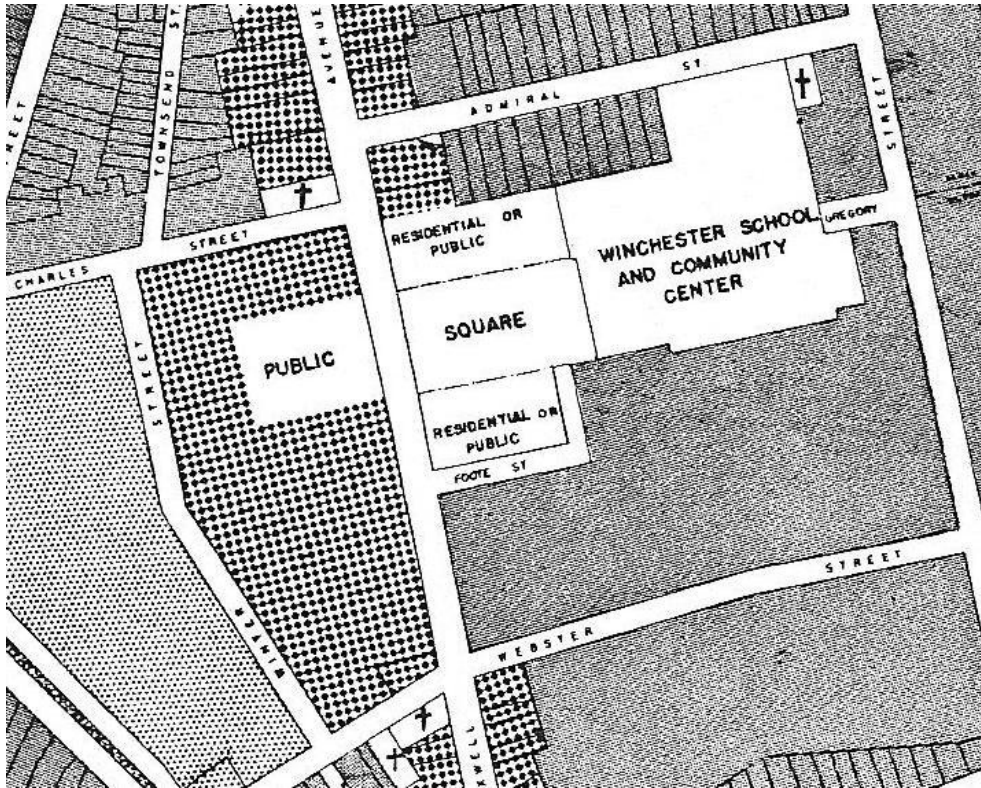 TOWNSEND ST.
AVENUE
ADMIRAL ST.
STREET
CHARLES STREET
RESIDENTIAL OR
PUBLIC
GREGORY
WINCHESTER SCHOOL
AND COMMUNITY
CENTER
SQUARE
PUBLIC
STREET
RESIDENTIAL OR
PUBLIC
FOOTE ST
WEBSTER STREET
WINTER